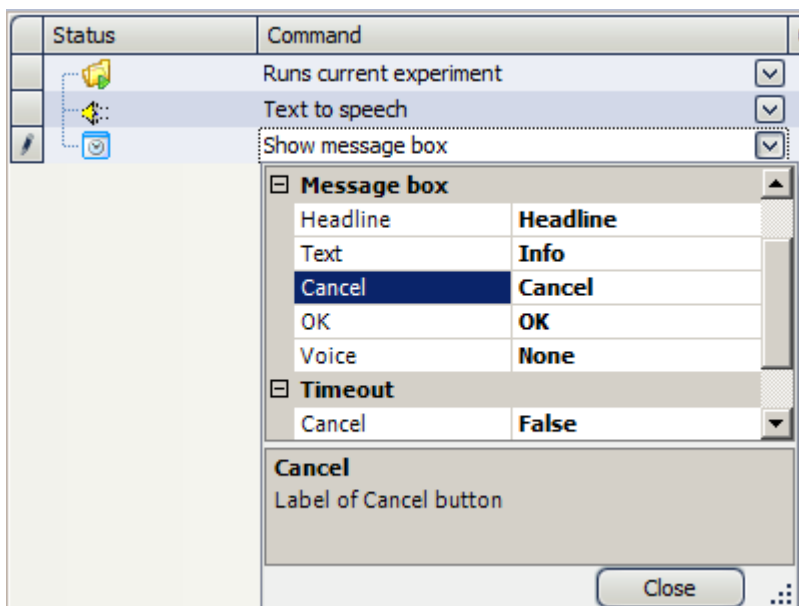 Status Command
Runs current experiment
Text to speech
Show message box
Message box
Headline Headline
Text Info
Cancel Cancel
OK OK
Voice None
Timeout
Cancel False
Cancel
Label of Cancel button
Close